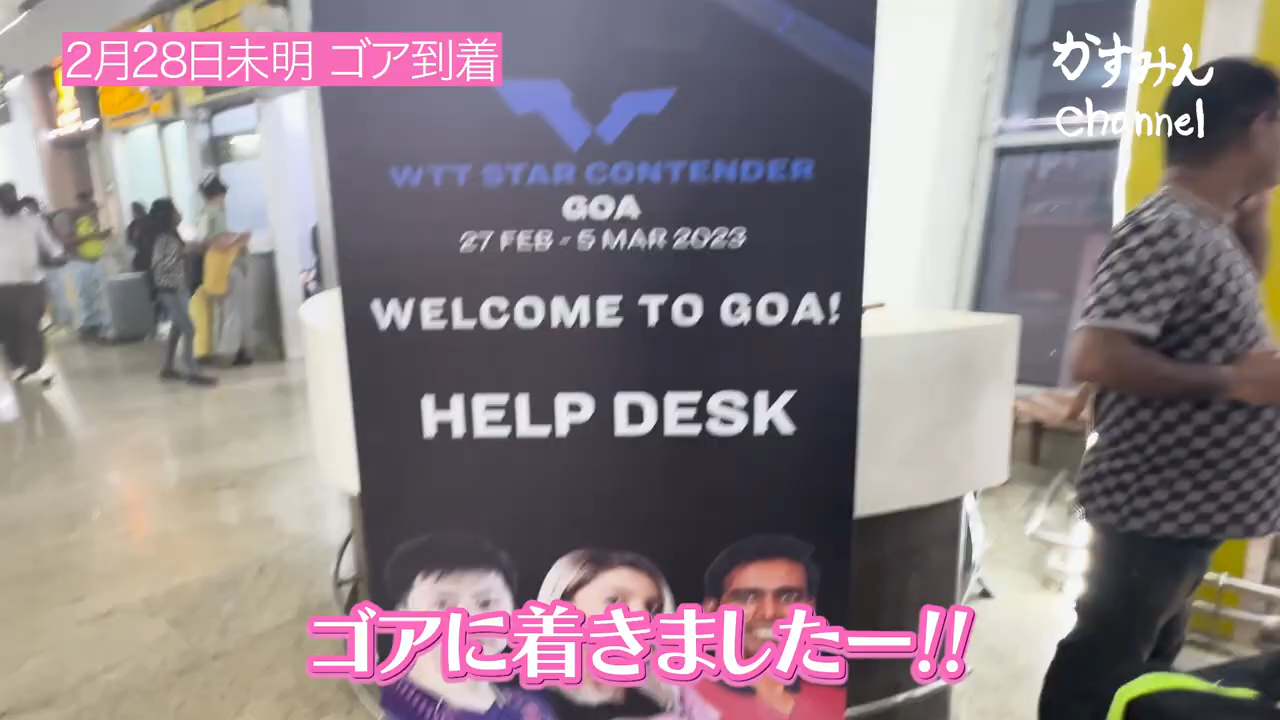 2月28日未明 ゴア到着
かすみん
channel
WTT STAR CONTENDER
GOA
27 FEB - 5 MAR 2023
WELCOME TO GOA!
HELP DESK
ゴアに着きましたー!!